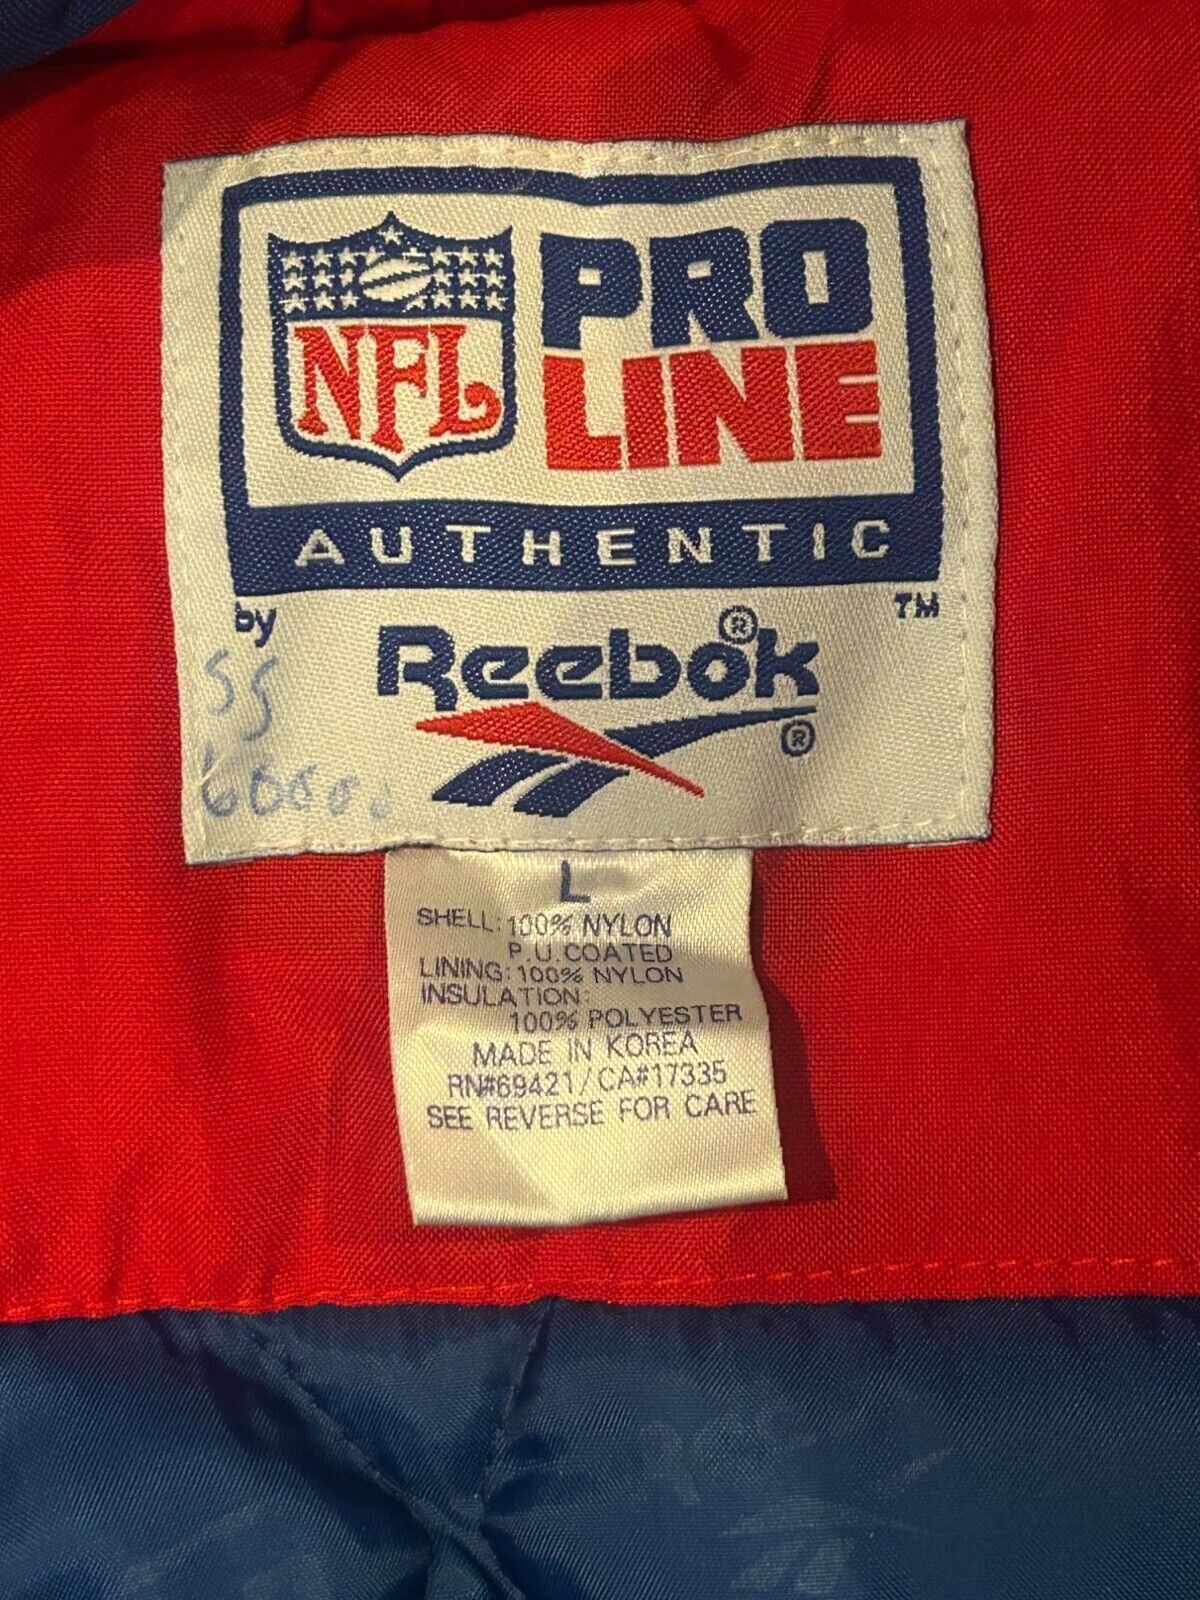 NFL
PRO
LINE
AUTHENTIC
by
TM
Reebok®
®
L
SHELL: 100% NYLON
P.U.COATED
LINING: 100% NYLON
INSULATION:
100% POLYESTER
MADE IN KOREA
RN#69421/CA#17335
SEE REVERSE FOR CARE